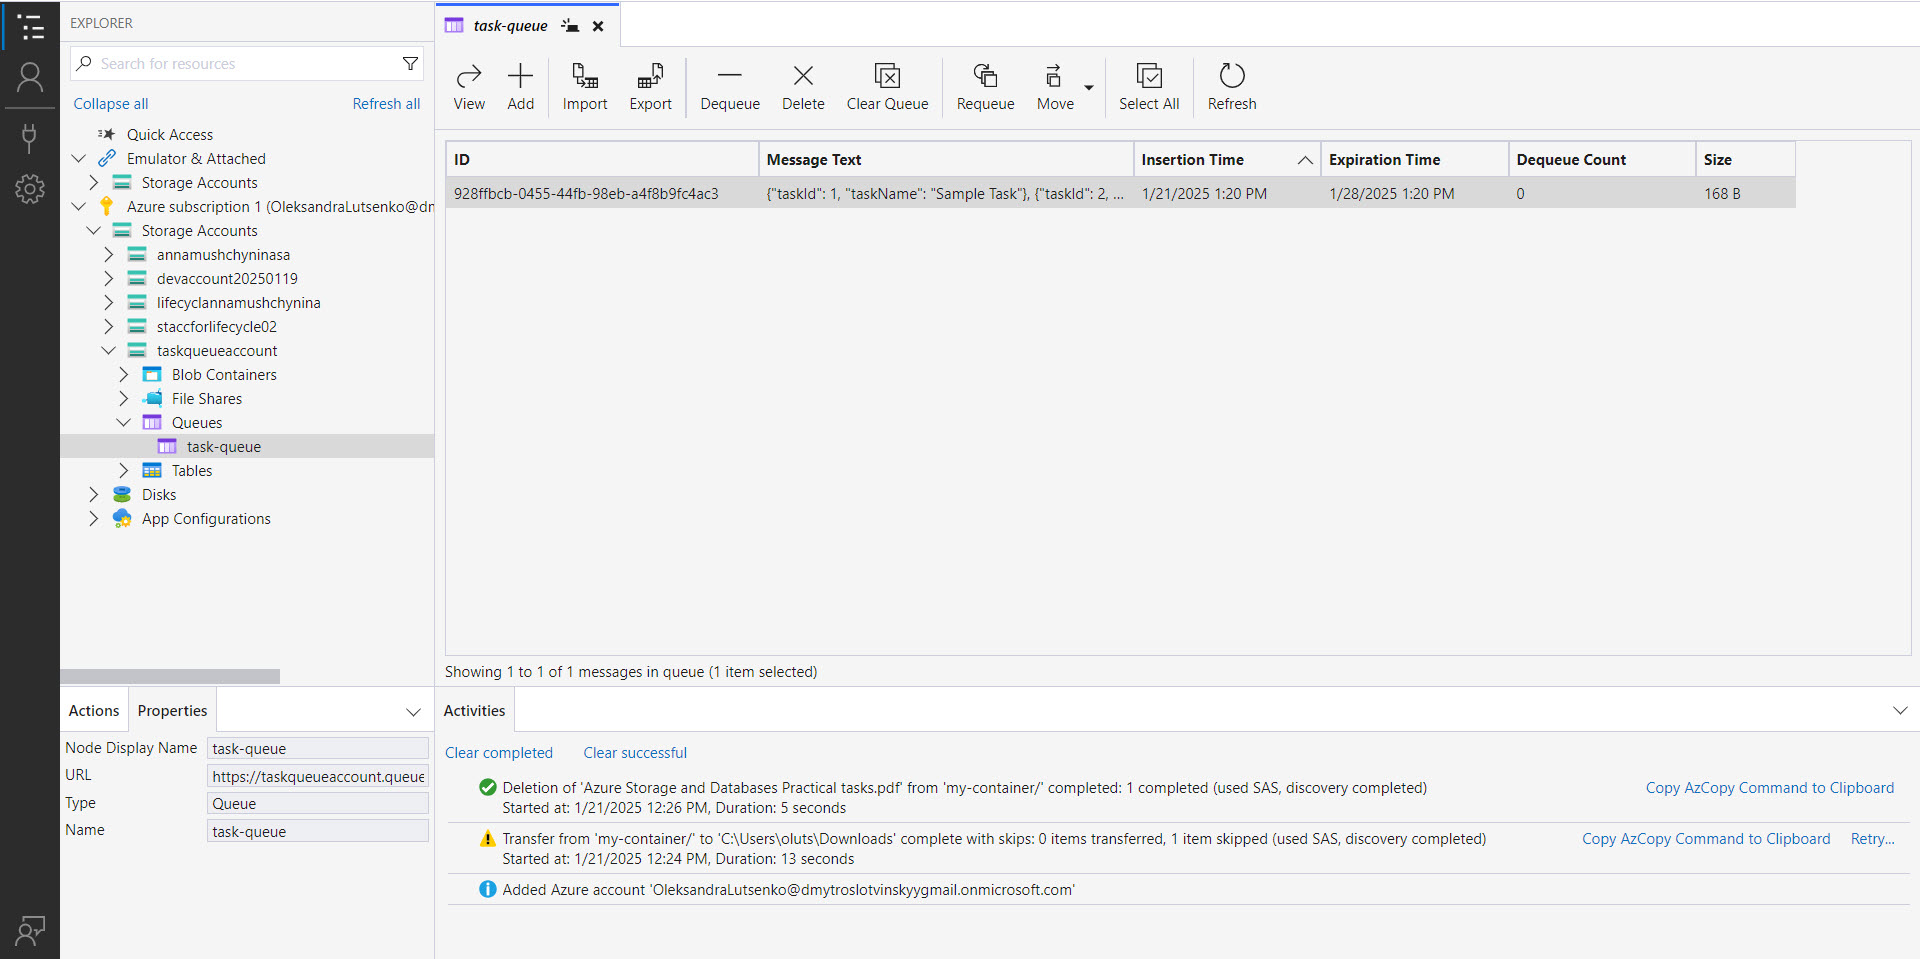 EXPLORER
Search for resources
Collapse all Refresh all
Quick Access
Emulator & Attached
Storage Accounts
Azure subscription 1 (OleksandraLutsenko@dm
Storage Accounts
annamushchyninasa
devaccount20250119
lifecyclannamushchynina
staccforlifecycle02
taskqueueaccount
Blob Containers
File Shares
Queues
task-queue
Tables
Disks
App Configurations
Actions Properties
Node Display Name task-queue
URL https://taskqueueaccount.queue
Type Queue
Name task-queue
task-queue
View Add Import Export Dequeue Delete Clear Queue Requeue Move Select All Refresh
ID Message Text Insertion Time Expiration Time Dequeue Count Size
928ffbcb-0455-44fb-98eb-a4f8b9fc4ac3 {"taskId": 1, "taskName": "Sample Task"}, {"taskId": 2, ... 1/21/2025 1:20 PM 1/28/2025 1:20 PM 0 168 B
Showing 1 to 1 of 1 messages in queue (1 item selected)
Activities
Clear completed Clear successful
Deletion of 'Azure Storage and Databases Practical tasks.pdf' from 'my-container/' completed: 1 completed (used SAS, discovery completed) Copy AzCopy Command to Clipboard
Started at: 1/21/2025 12:26 PM, Duration: 5 seconds
Transfer from 'my-container/' to 'C:\Users\oluts\Downloads' complete with skips: 0 items transferred, 1 item skipped (used SAS, discovery completed) Copy AzCopy Command to Clipboard Retry...
Started at: 1/21/2025 12:24 PM, Duration: 13 seconds
Added Azure account 'OleksandraLutsenko@dmytroslotvinskyygmail.onmicrosoft.com'